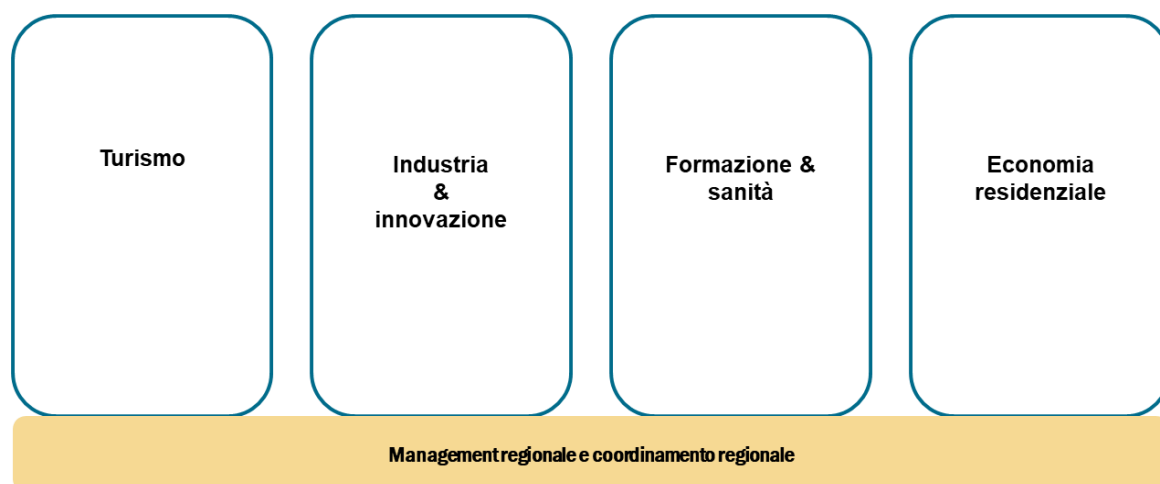 Turismo
Industria
&
innovazione
Formazione &
sanità
Economia
residenziale
Management regionale e coordinamento regionale